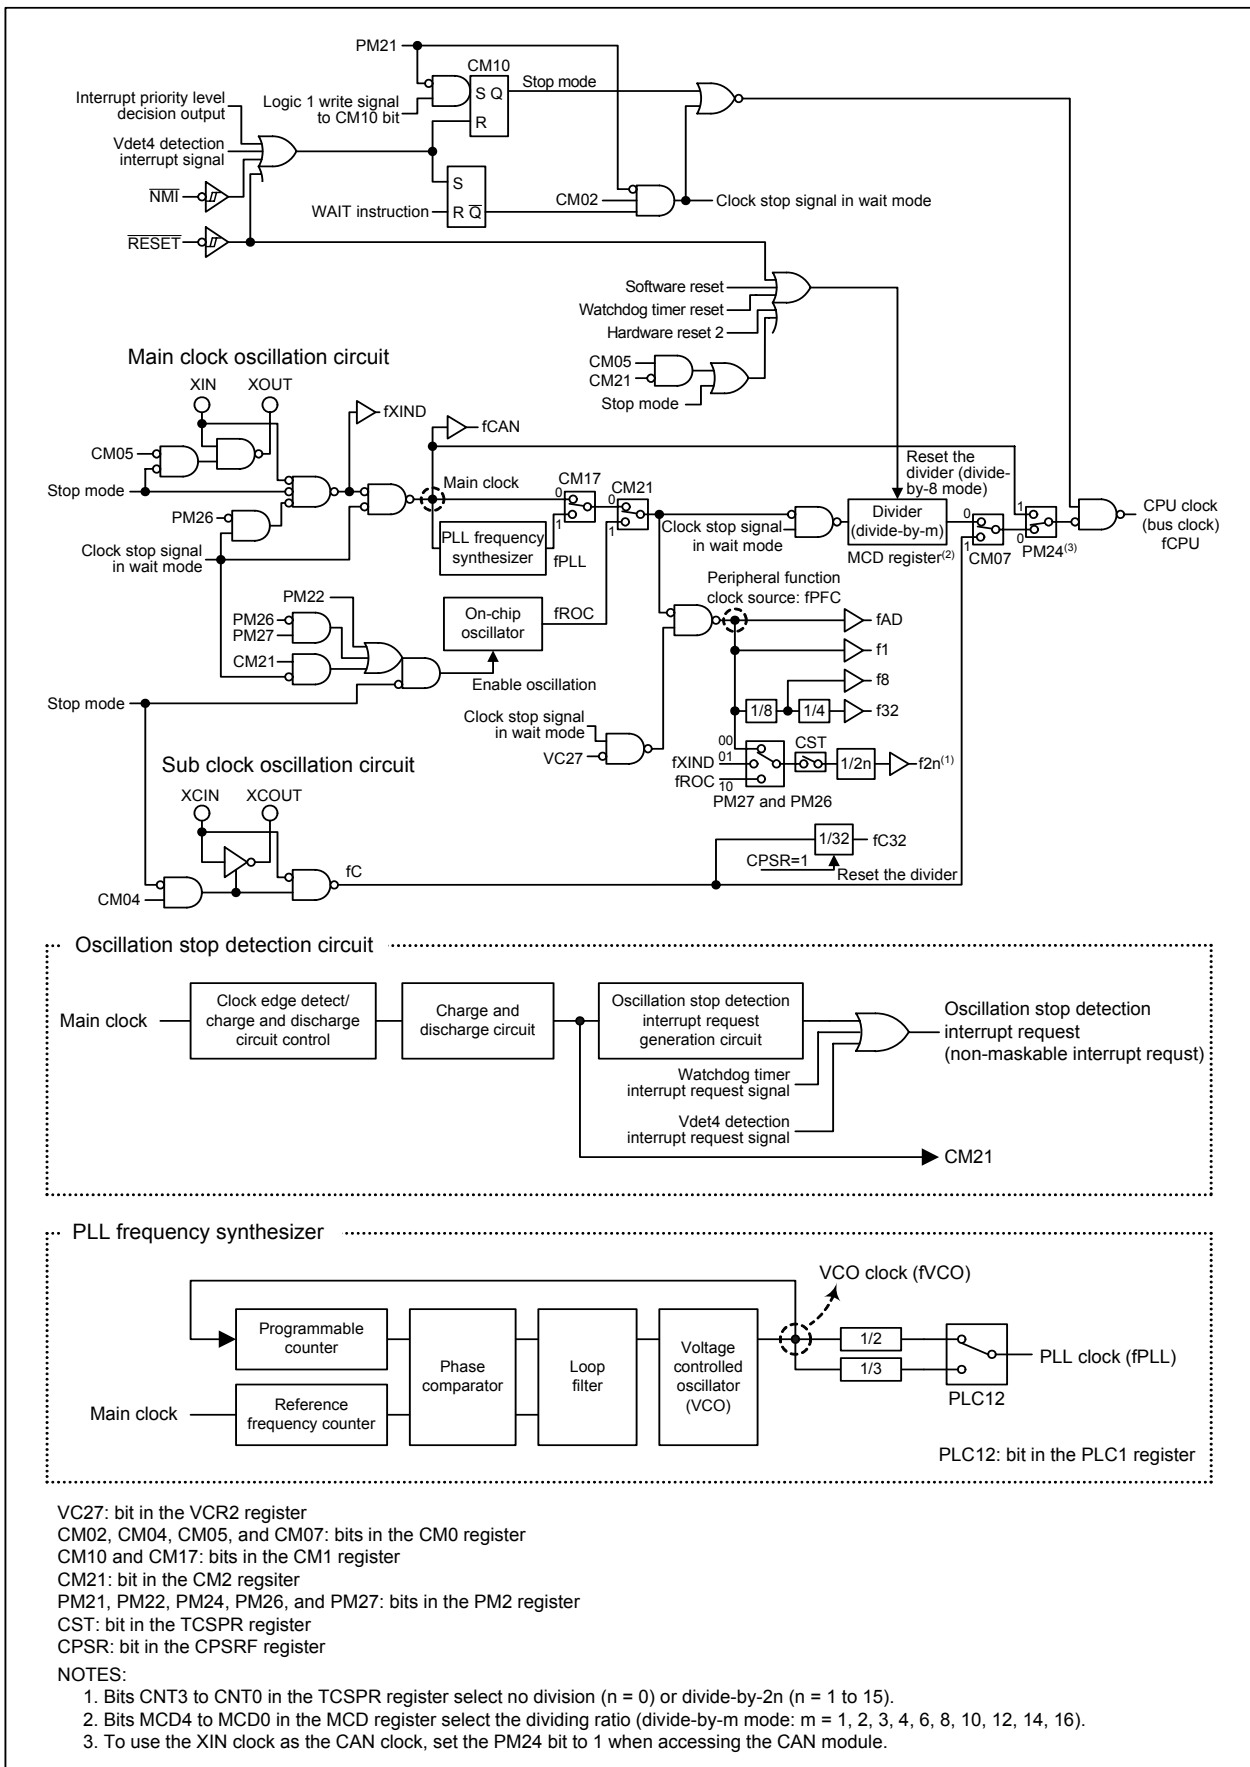 PM21
CM10
Stop mode
Interrupt priority level
decision output
Logic 1 write signal
to CM10 bit
S Q
R
Vdet4 detection
interrupt signal
NMI
S
R Q
WAIT instruction
CM02
Clock stop signal in wait mode
RESET
Software reset
Watchdog timer reset
Hardware reset 2
CM05
CM21
Stop mode
Main clock oscillation circuit
XIN
XOUT
fXIND
fCAN
CM05
Stop mode
PM26
Clock stop signal
in wait mode
Main clock
CM17
0
1
CM21
0
1
PLL frequency
synthesizer
fPLL
Clock stop signal
in wait mode
Reset the
divider (divide-
by-8 mode)
Divider
(divide-by-m)
MCD register(2)
0
1
CM07
1
0
PM24(3)
CPU clock
(bus clock)
fCPU
PM22
PM26
PM27
CM21
On-chip
oscillator
fROC
Enable oscillation
Stop mode
Peripheral function
clock source: fPFC
fAD
f1
f8
1/8
1/4
f32
Clock stop signal
in wait mode
VC27
00
fXIND
01
fROC
10
PM27 and PM26
CST
1/2n
f2n(1)
Sub clock oscillation circuit
XCIN
XCOUT
CM04
fC
1/32
fC32
CPSR=1
Reset the divider
Oscillation stop detection circuit
Main clock
Clock edge detect/
charge and discharge
circuit control
Charge and
discharge circuit
Oscillation stop detection
interrupt request
generation circuit
Watchdog timer
interrupt request signal
Vdet4 detection
interrupt request signal
Oscillation stop detection
interrupt request
(non-maskable interrupt requst)
CM21
PLL frequency synthesizer
VCO clock (fVCO)
Programmable
counter
Main clock
Reference
frequency counter
Phase
comparator
Loop
filter
Voltage
controlled
oscillator
(VCO)
1/2
1/3
PLC12
PLL clock (fPLL)
PLC12: bit in the PLC1 register
VC27: bit in the VCR2 register
CM02, CM04, CM05, and CM07: bits in the CM0 register
CM10 and CM17: bits in the CM1 register
CM21: bit in the CM2 regsiter
PM21, PM22, PM24, PM26, and PM27: bits in the PM2 register
CST: bit in the TCSPR register
CPSR: bit in the CPSRF register
NOTES:
1. Bits CNT3 to CNT0 in the TCSPR register select no division (n = 0) or divide-by-2n (n = 1 to 15).
2. Bits MCD4 to MCD0 in the MCD register select the dividing ratio (divide-by-m mode: m = 1, 2, 3, 4, 6, 8, 10, 12, 14, 16).
3. To use the XIN clock as the CAN clock, set the PM24 bit to 1 when accessing the CAN module.